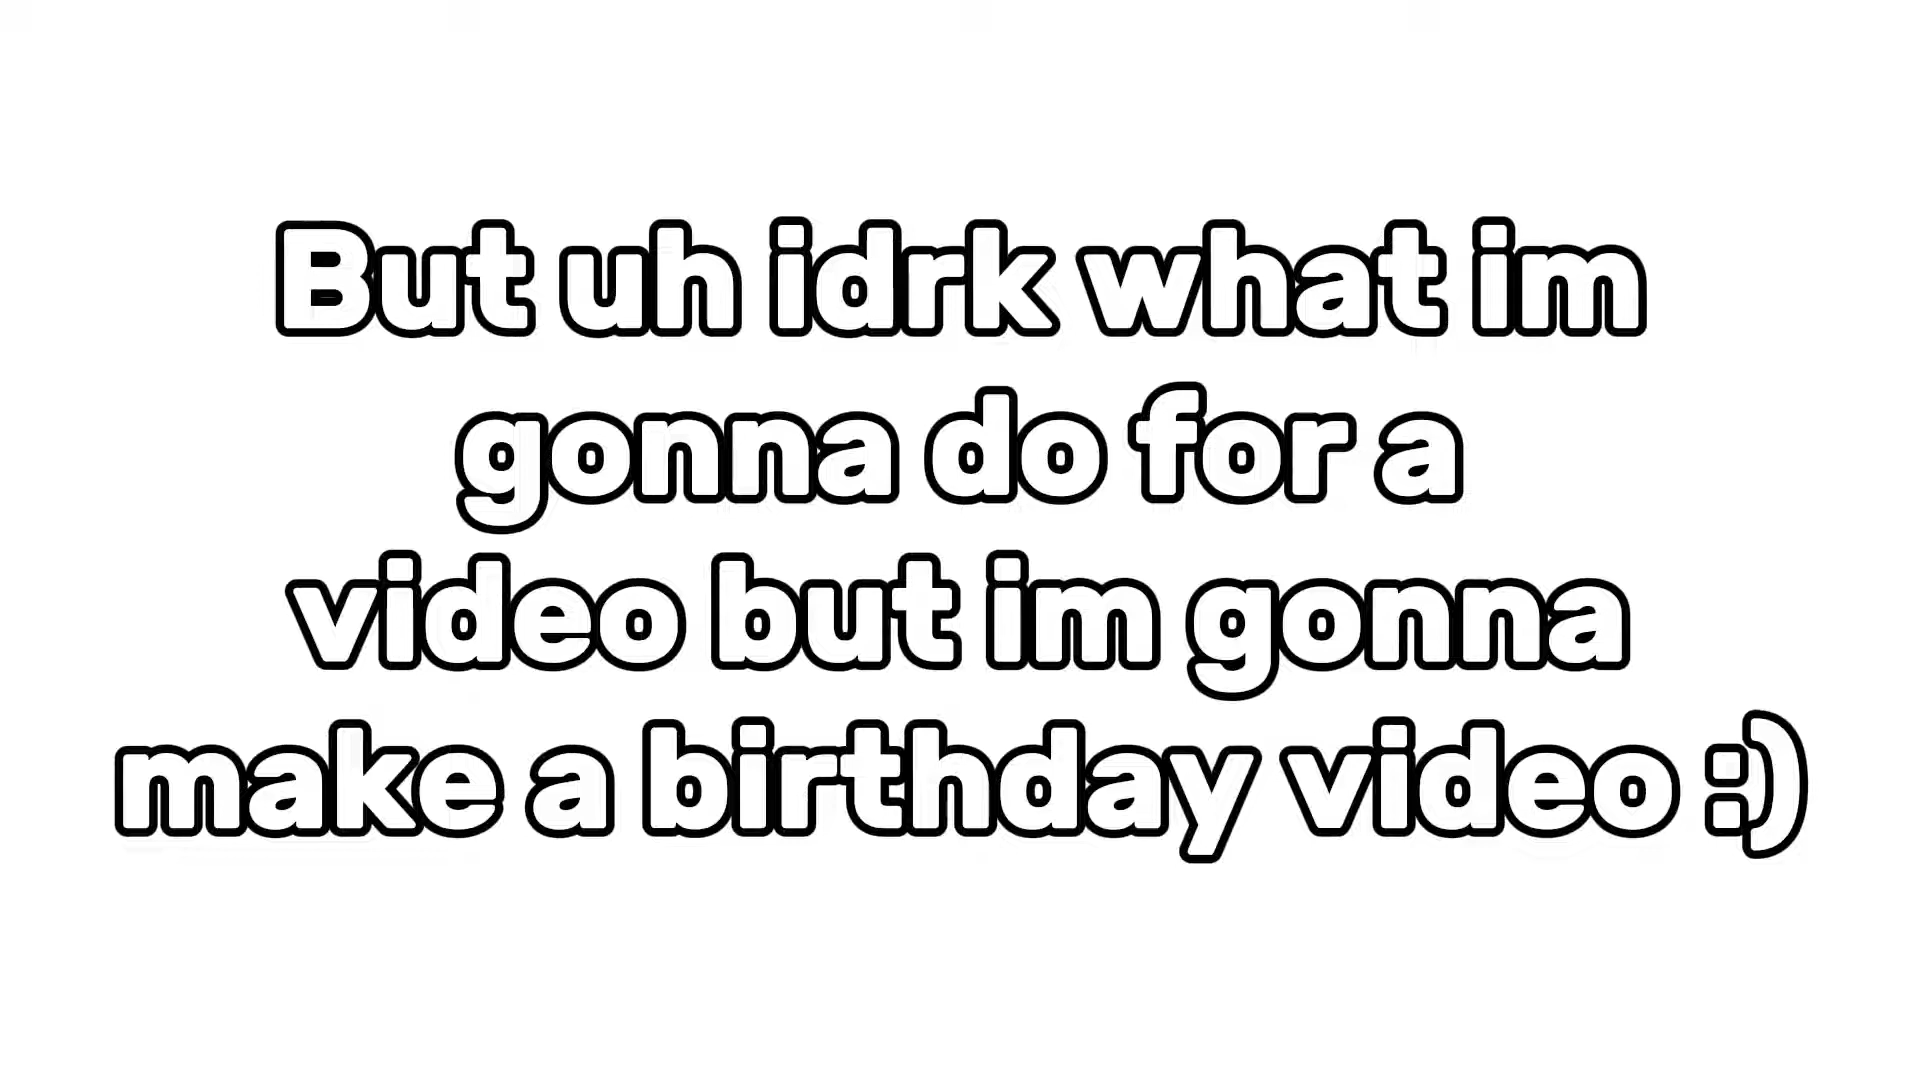 But uh idrk what im
gonna do for a
video but im gonna
make a birthday video :)